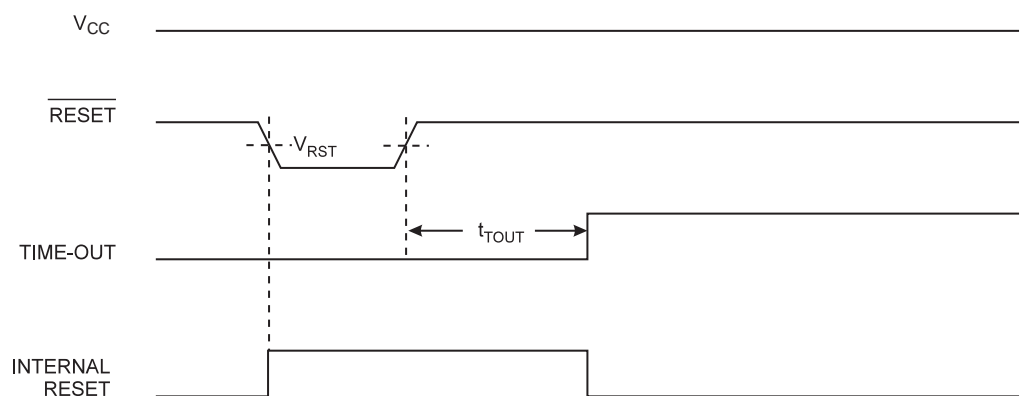 VCC
RESET
VRST
tTOUT
TIME-OUT
INTERNAL
RESET